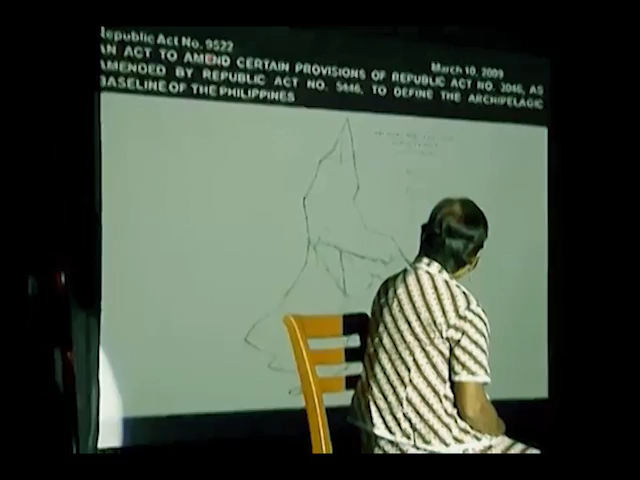 Republic Act No. 9522
March 10, 2009
AN ACT TO AMEND CERTAIN PROVISIONS OF REPUBLIC ACT NO. 3046, AS
AMENDED BY REPUBLIC ACT NO. 5446, TO DEFINE THE ARCHIPELAGIC
BASELINE OF THE PHILIPPINES